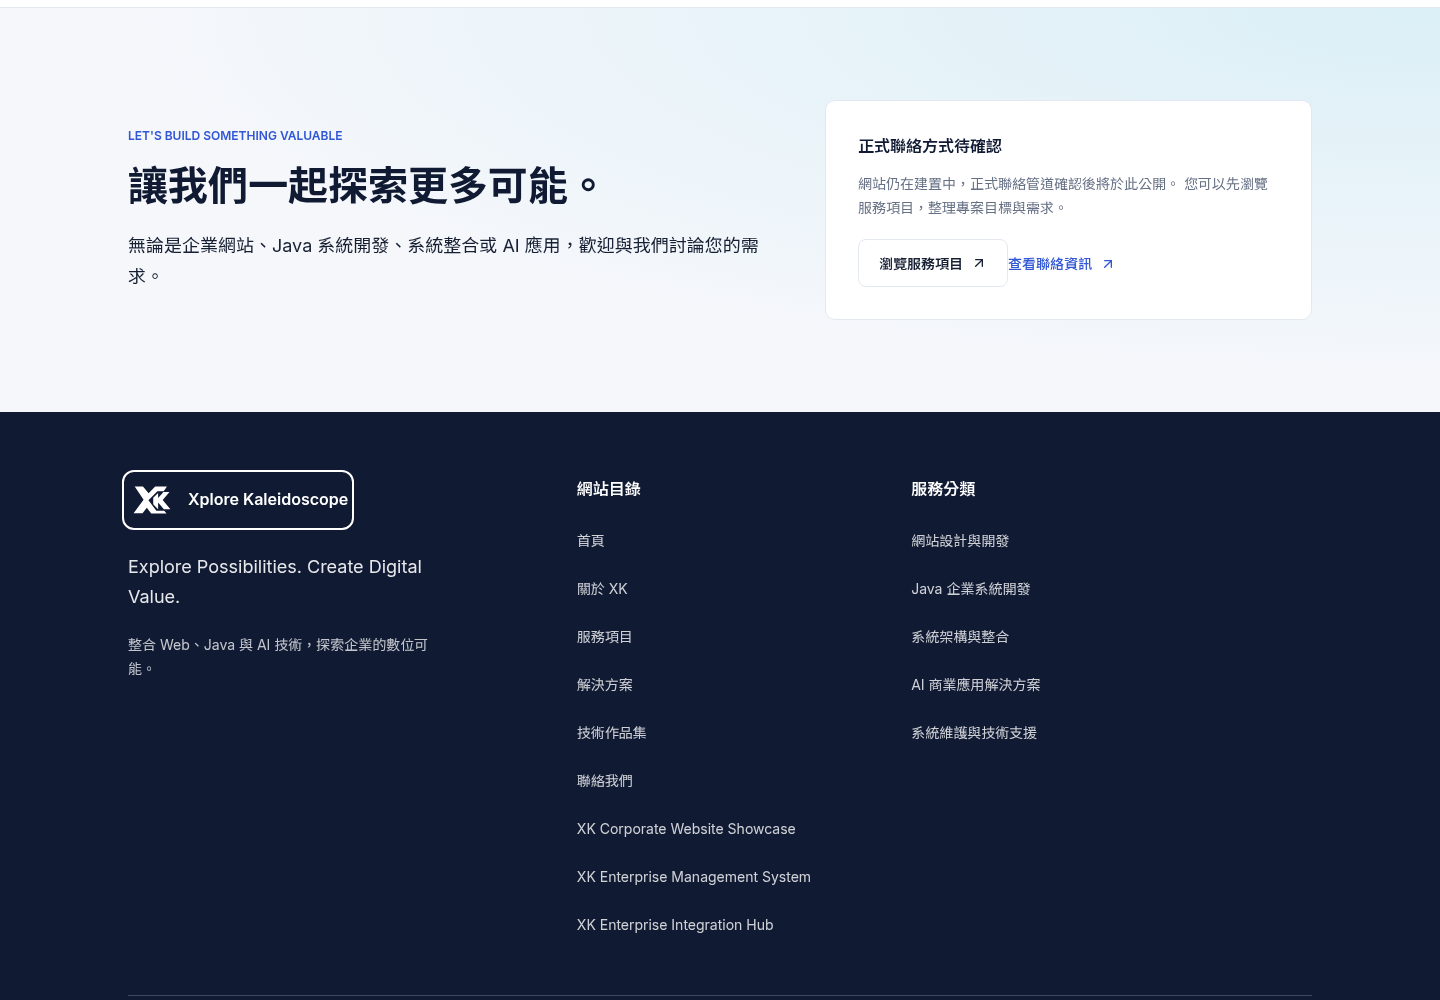 LET'S BUILD SOMETHING VALUABLE
讓我們一起探索更多可能。
無論是企業網站、Java 系統開發、系統整合或 AI 應用，歡迎與我們討論您的需
求。
正式聯絡方式待確認
網站仍在建置中，正式聯絡管道確認後將於此公開。 您可以先瀏覽
服務項目，整理專案目標與需求。
瀏覽服務項目
查看聯絡資訊
XK Xplore Kaleidoscope
Explore Possibilities. Create Digital
Value.
整合 Web、Java 與 AI 技術，探索企業的數位可
能。
網站目錄
首頁
關於 XK
服務項目
解決方案
技術作品集
聯絡我們
XK Corporate Website Showcase
XK Enterprise Management System
XK Enterprise Integration Hub
服務分類
網站設計與開發
Java 企業系統開發
系統架構與整合
AI 商業應用解決方案
系統維護與技術支援